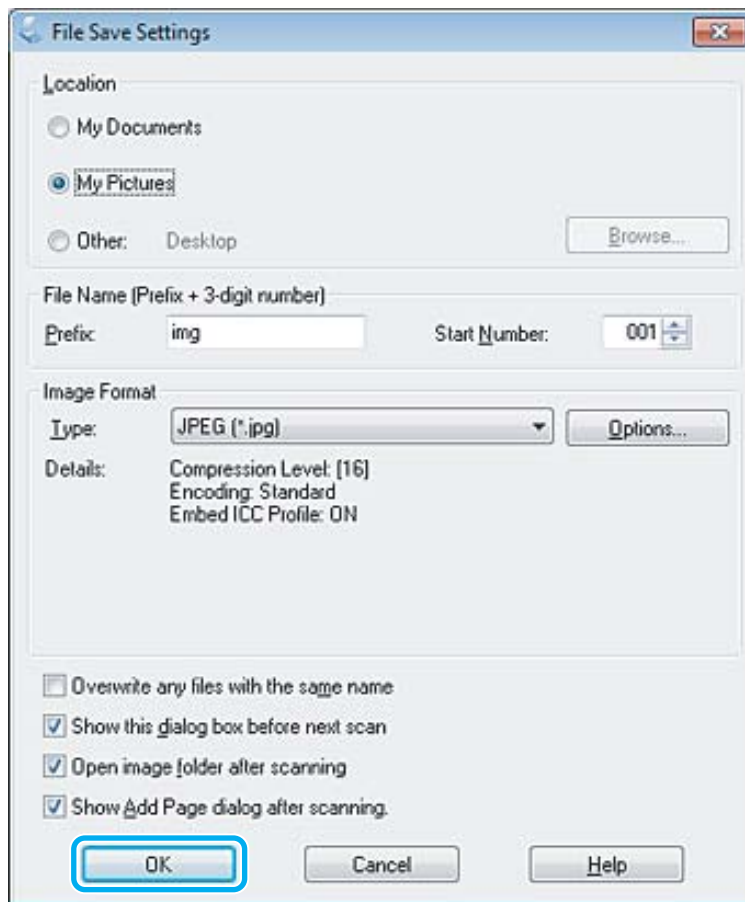 File Save Settings
Location
My Documents
My Pictures
Other: Desktop Browse...
File Name (Prefix + 3-digit number)
Prefix: img Start Number: 001
Image Format
Type: JPEG (*.jpg) Options...
Details: Compression Level: [16]
Encoding: Standard
Embed ICC Profile: ON
Overwrite any files with the same name
Show this dialog box before next scan
Open image folder after scanning
Show Add Page dialog after scanning.
OK Cancel Help